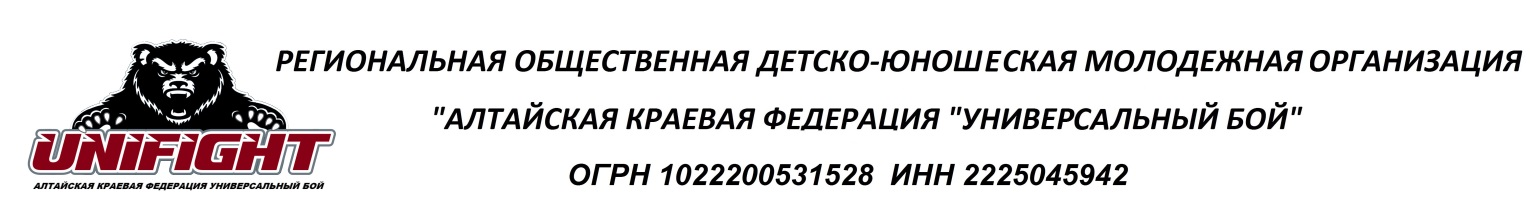 РЕГИОНАЛЬНАЯ ОБЩЕСТВЕННАЯ ДЕТСКО-ЮНОШЕСКАЯ МОЛОДЕЖНАЯ ОРГАНИЗАЦИЯ
"АЛТАЙСКАЯ КРАЕВАЯ ФЕДЕРАЦИЯ "УНИВЕРСАЛЬНЫЙ БОЙ"
ОГРН 1022200531528 ИНН 2225045942
UNIFIGHT
АЛТАЙСКАЯ КРАЕВАЯ ФЕДЕРАЦИЯ УНИВЕРСАЛЬНЫЙ БОЙ